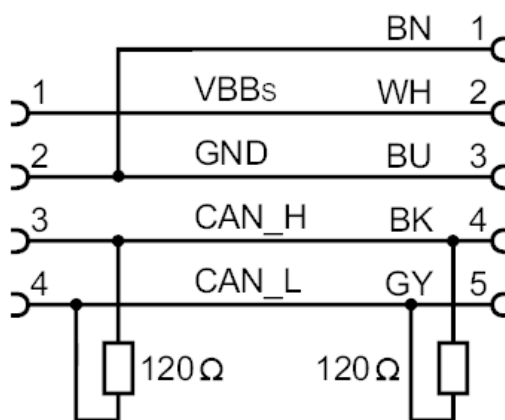 BN 1
1 VBBs WH 2
2 GND BU 3
3 CAN_H BK 4
4 CAN_L GY 5
120Ω 120Ω